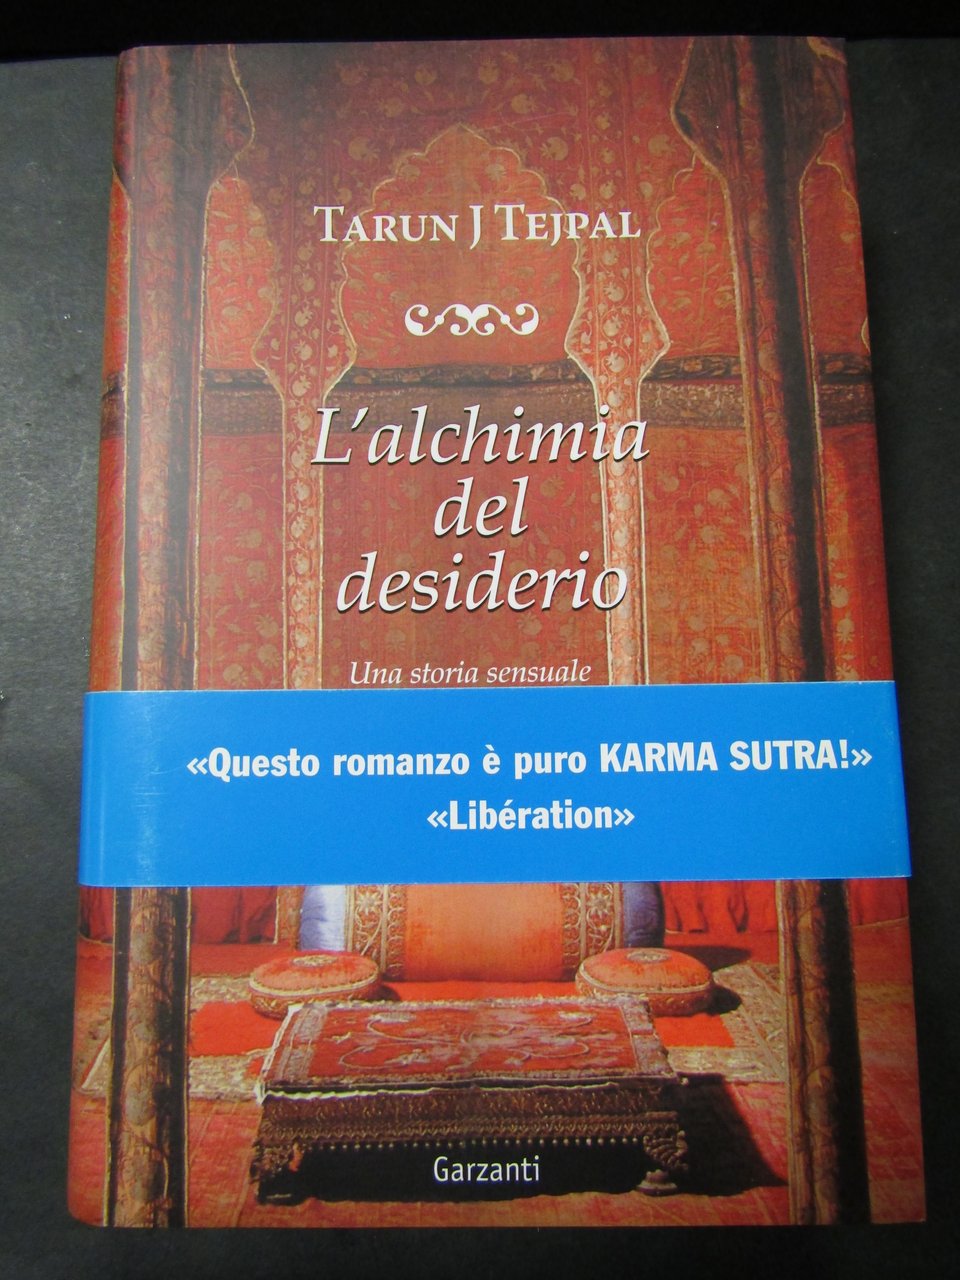 TARUN J TEJPAL
L'alchimia
del
desiderio
Una storia sensuale
«Questo romanzo è puro KARMA SUTRA!»
«Libération»
Garzanti